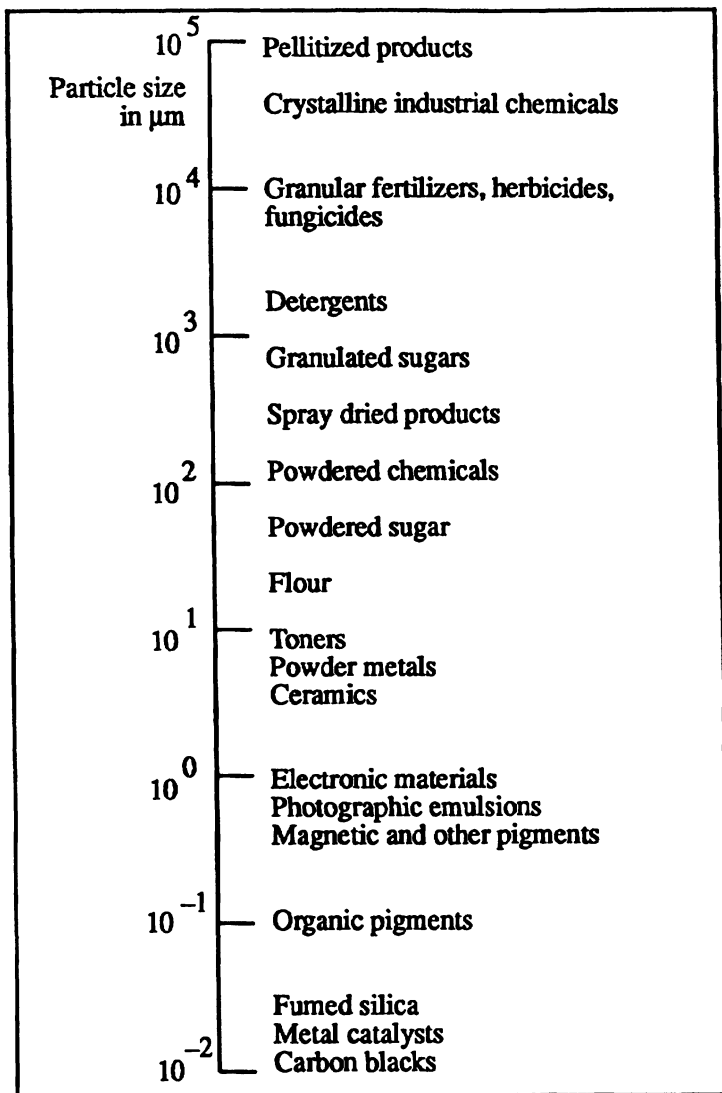 10^5 Pellitized products
Particle size
in µm
Crystalline industrial chemicals
10^4 Granular fertilizers, herbicides,
fungicides
Detergents
10^3
Granulated sugars
Spray dried products
10^2 Powdered chemicals
Powdered sugar
Flour
10^1 Toners
Powder metals
Ceramics
10^0 Electronic materials
Photographic emulsions
Magnetic and other pigments
10^−1 Organic pigments
Fumed silica
Metal catalysts
10^−2 Carbon blacks